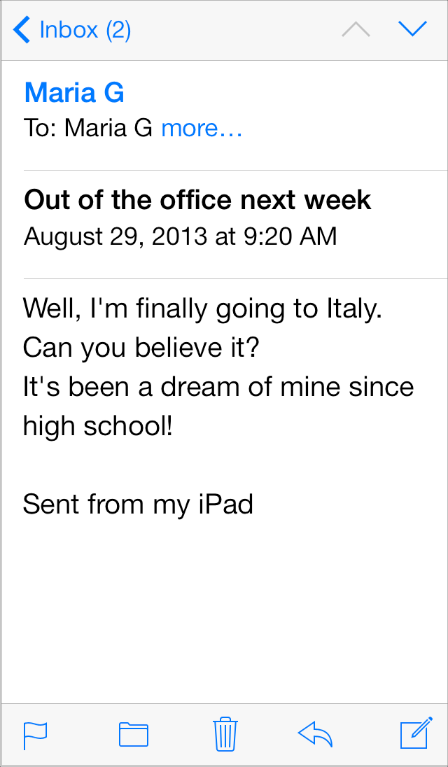 Inbox (2)
Maria G
To: Maria G more...
Out of the office next week
August 29, 2013 at 9:20 AM
Well, I'm finally going to Italy.
Can you believe it?
It's been a dream of mine since
high school!
Sent from my iPad